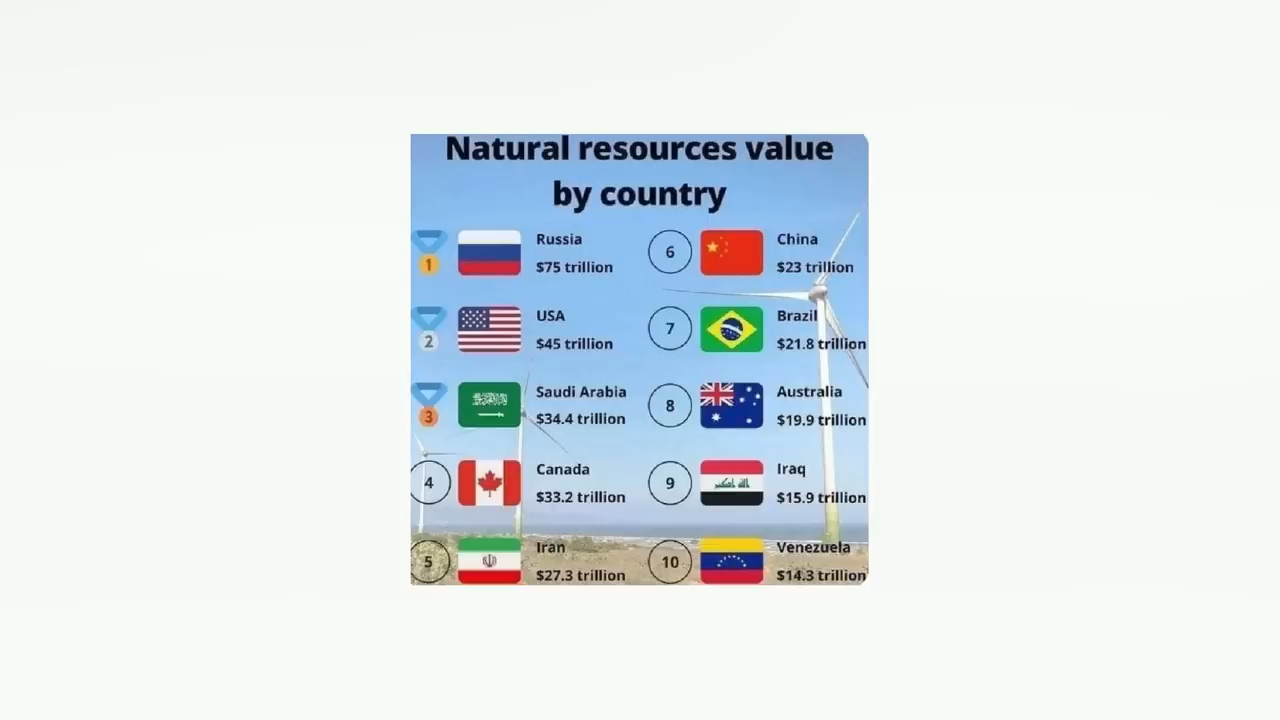 Natural resources value
by country
1
Russia
$75 trillion
2
USA
$45 trillion
3
Saudi Arabia
$34.4 trillion
4
Canada
$33.2 trillion
5
Iran
$27.3 trillion
6
China
$23 trillion
7
Brazil
$21.8 trillion
8
Australia
$19.9 trillion
9
Iraq
$15.9 trillion
10
Venezuela
$14.3 trillion